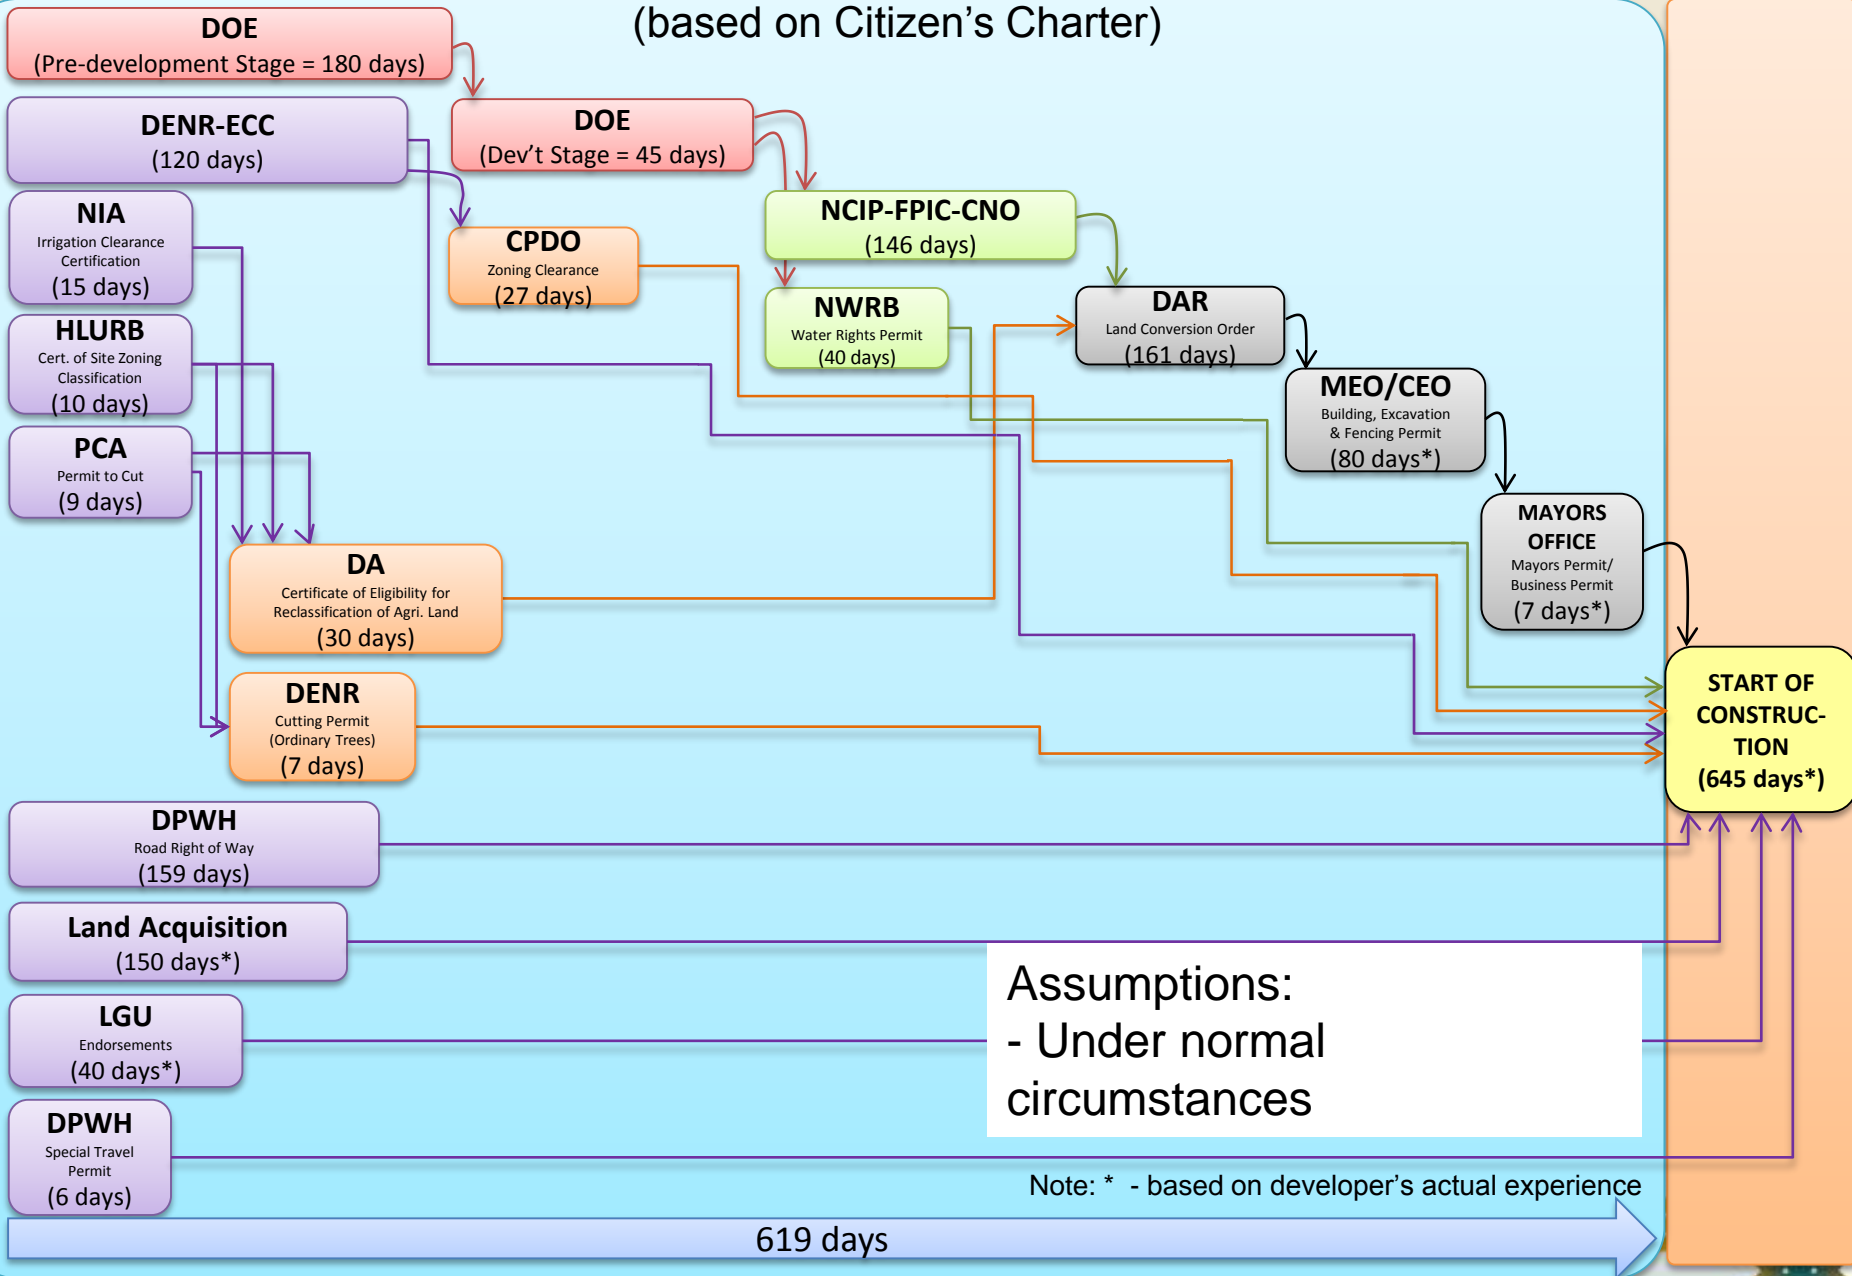 (based on Citizen’s Charter)
DOE
(Pre-development Stage = 180 days)
DENR-ECC
(120 days)
DOE
(Dev’t Stage = 45 days)
NIA
Irrigation Clearance
Certification
(15 days)
CPDO
Zoning Clearance
(27 days)
NCIP-FPIC-CNO
(146 days)
NWRB
Water Rights Permit
(40 days)
DAR
Land Conversion Order
(161 days)
HLURB
Cert. of Site Zoning
Classification
(10 days)
MEO/CEO
Building, Excavation
& Fencing Permit
(80 days*)
PCA
Permit to Cut
(9 days)
MAYORS
OFFICE
Mayors Permit/
Business Permit
(7 days*)
DA
Certificate of Eligibility for
Reclassification of Agri. Land
(30 days)
DENR
Cutting Permit
(Ordinary Trees)
(7 days)
START OF
CONSTRUC-
TION
(645 days*)
DPWH
Road Right of Way
(159 days)
Land Acquisition
(150 days*)
LGU
Endorsements
(40 days*)
Assumptions:
- Under normal
circumstances
DPWH
Special Travel
Permit
(6 days)
Note: * - based on developer’s actual experience
619 days